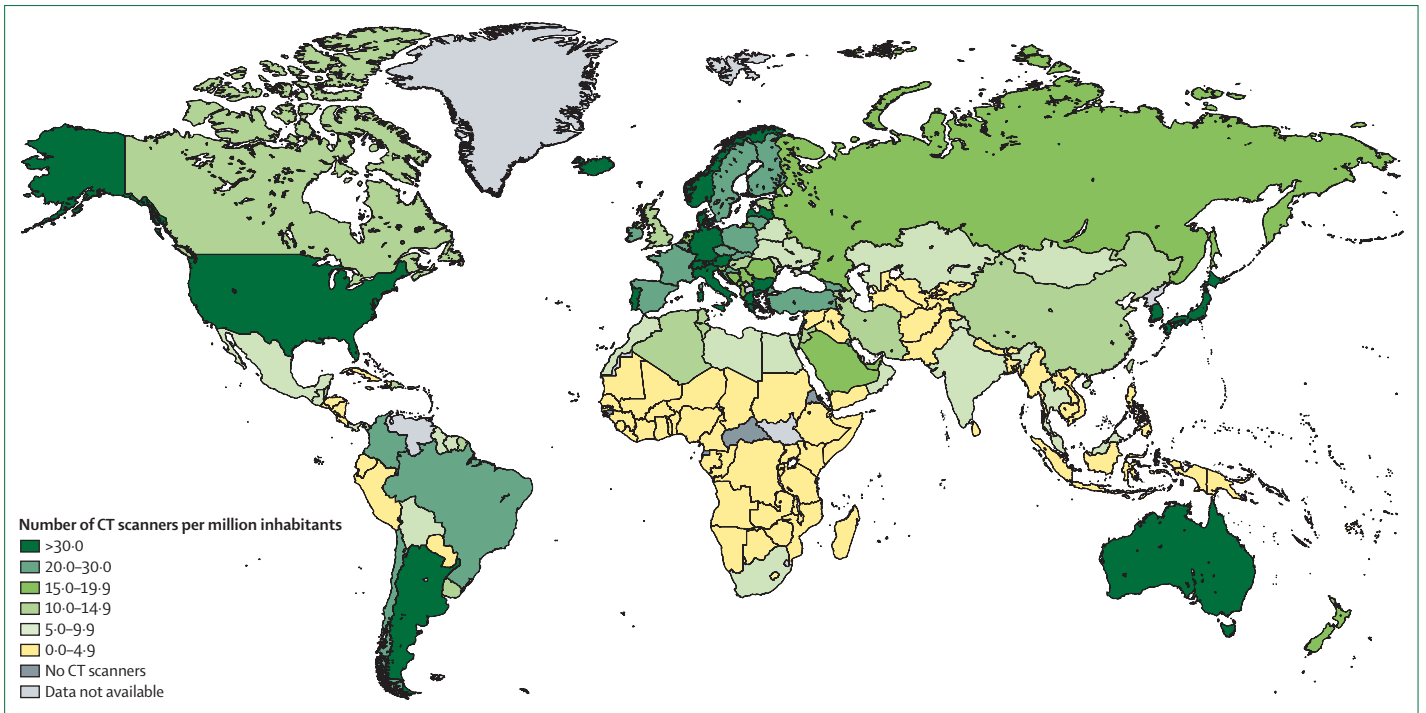 Number of CT scanners per million inhabitants
>30·0
20·0–30·0
15·0–19·9
10·0–14·9
5·0–9·9
0·0–4·9
No CT scanners
Data not available